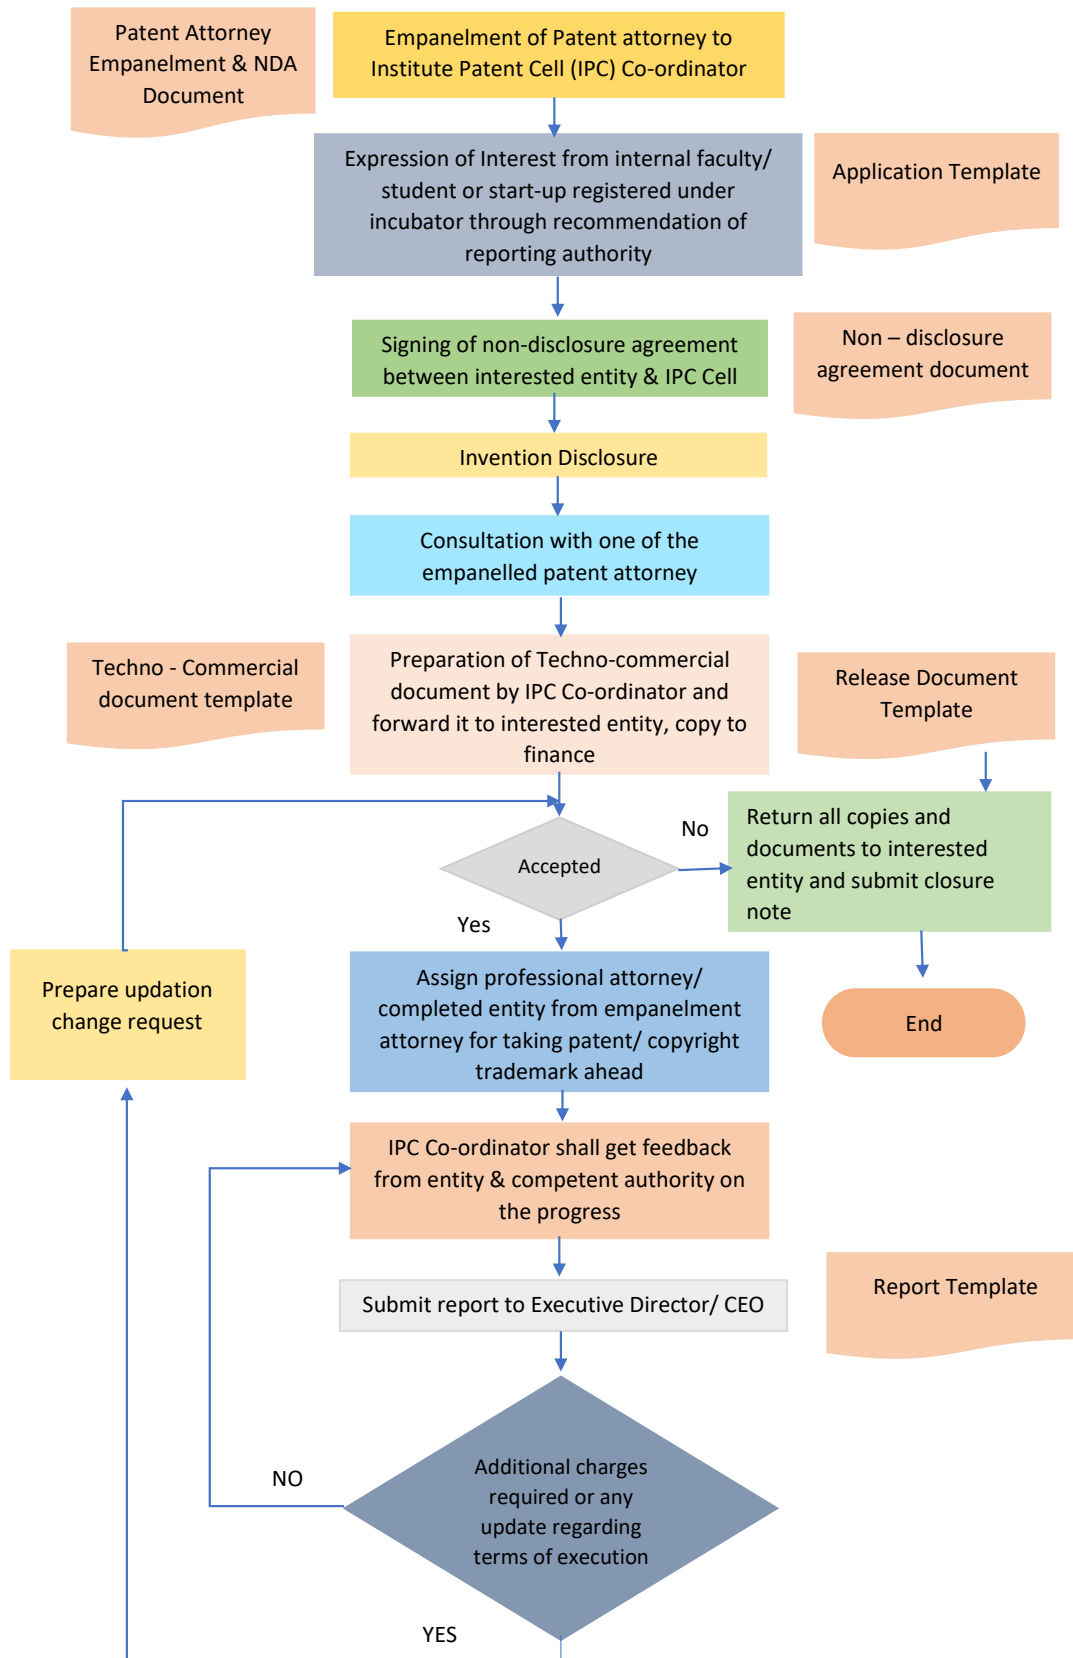 Patent Attorney
Empanelment & NDA
Document
Empanelment of Patent attorney to
Institute Patent Cell (IPC) Co-ordinator
Expression of Interest from internal faculty/
student or start-up registered under
incubator through recommendation of
reporting authority
Application Template
Signing of non-disclosure agreement
between interested entity & IPC Cell
Non – disclosure
agreement document
Invention Disclosure
Consultation with one of the
empanelled patent attorney
Techno - Commercial
document template
Preparation of Techno-commercial
document by IPC Co-ordinator and
forward it to interested entity, copy to
finance
Release Document
Template
Accepted
No
Return all copies and
documents to interested
entity and submit closure
note
Yes
Prepare updation
change request
Assign professional attorney/
completed entity from empanelment
attorney for taking patent/ copyright
trademark ahead
End
IPC Co-ordinator shall get feedback
from entity & competent authority on
the progress
Submit report to Executive Director/ CEO
Report Template
Additional charges
required or any
update regarding
terms of execution
NO
YES